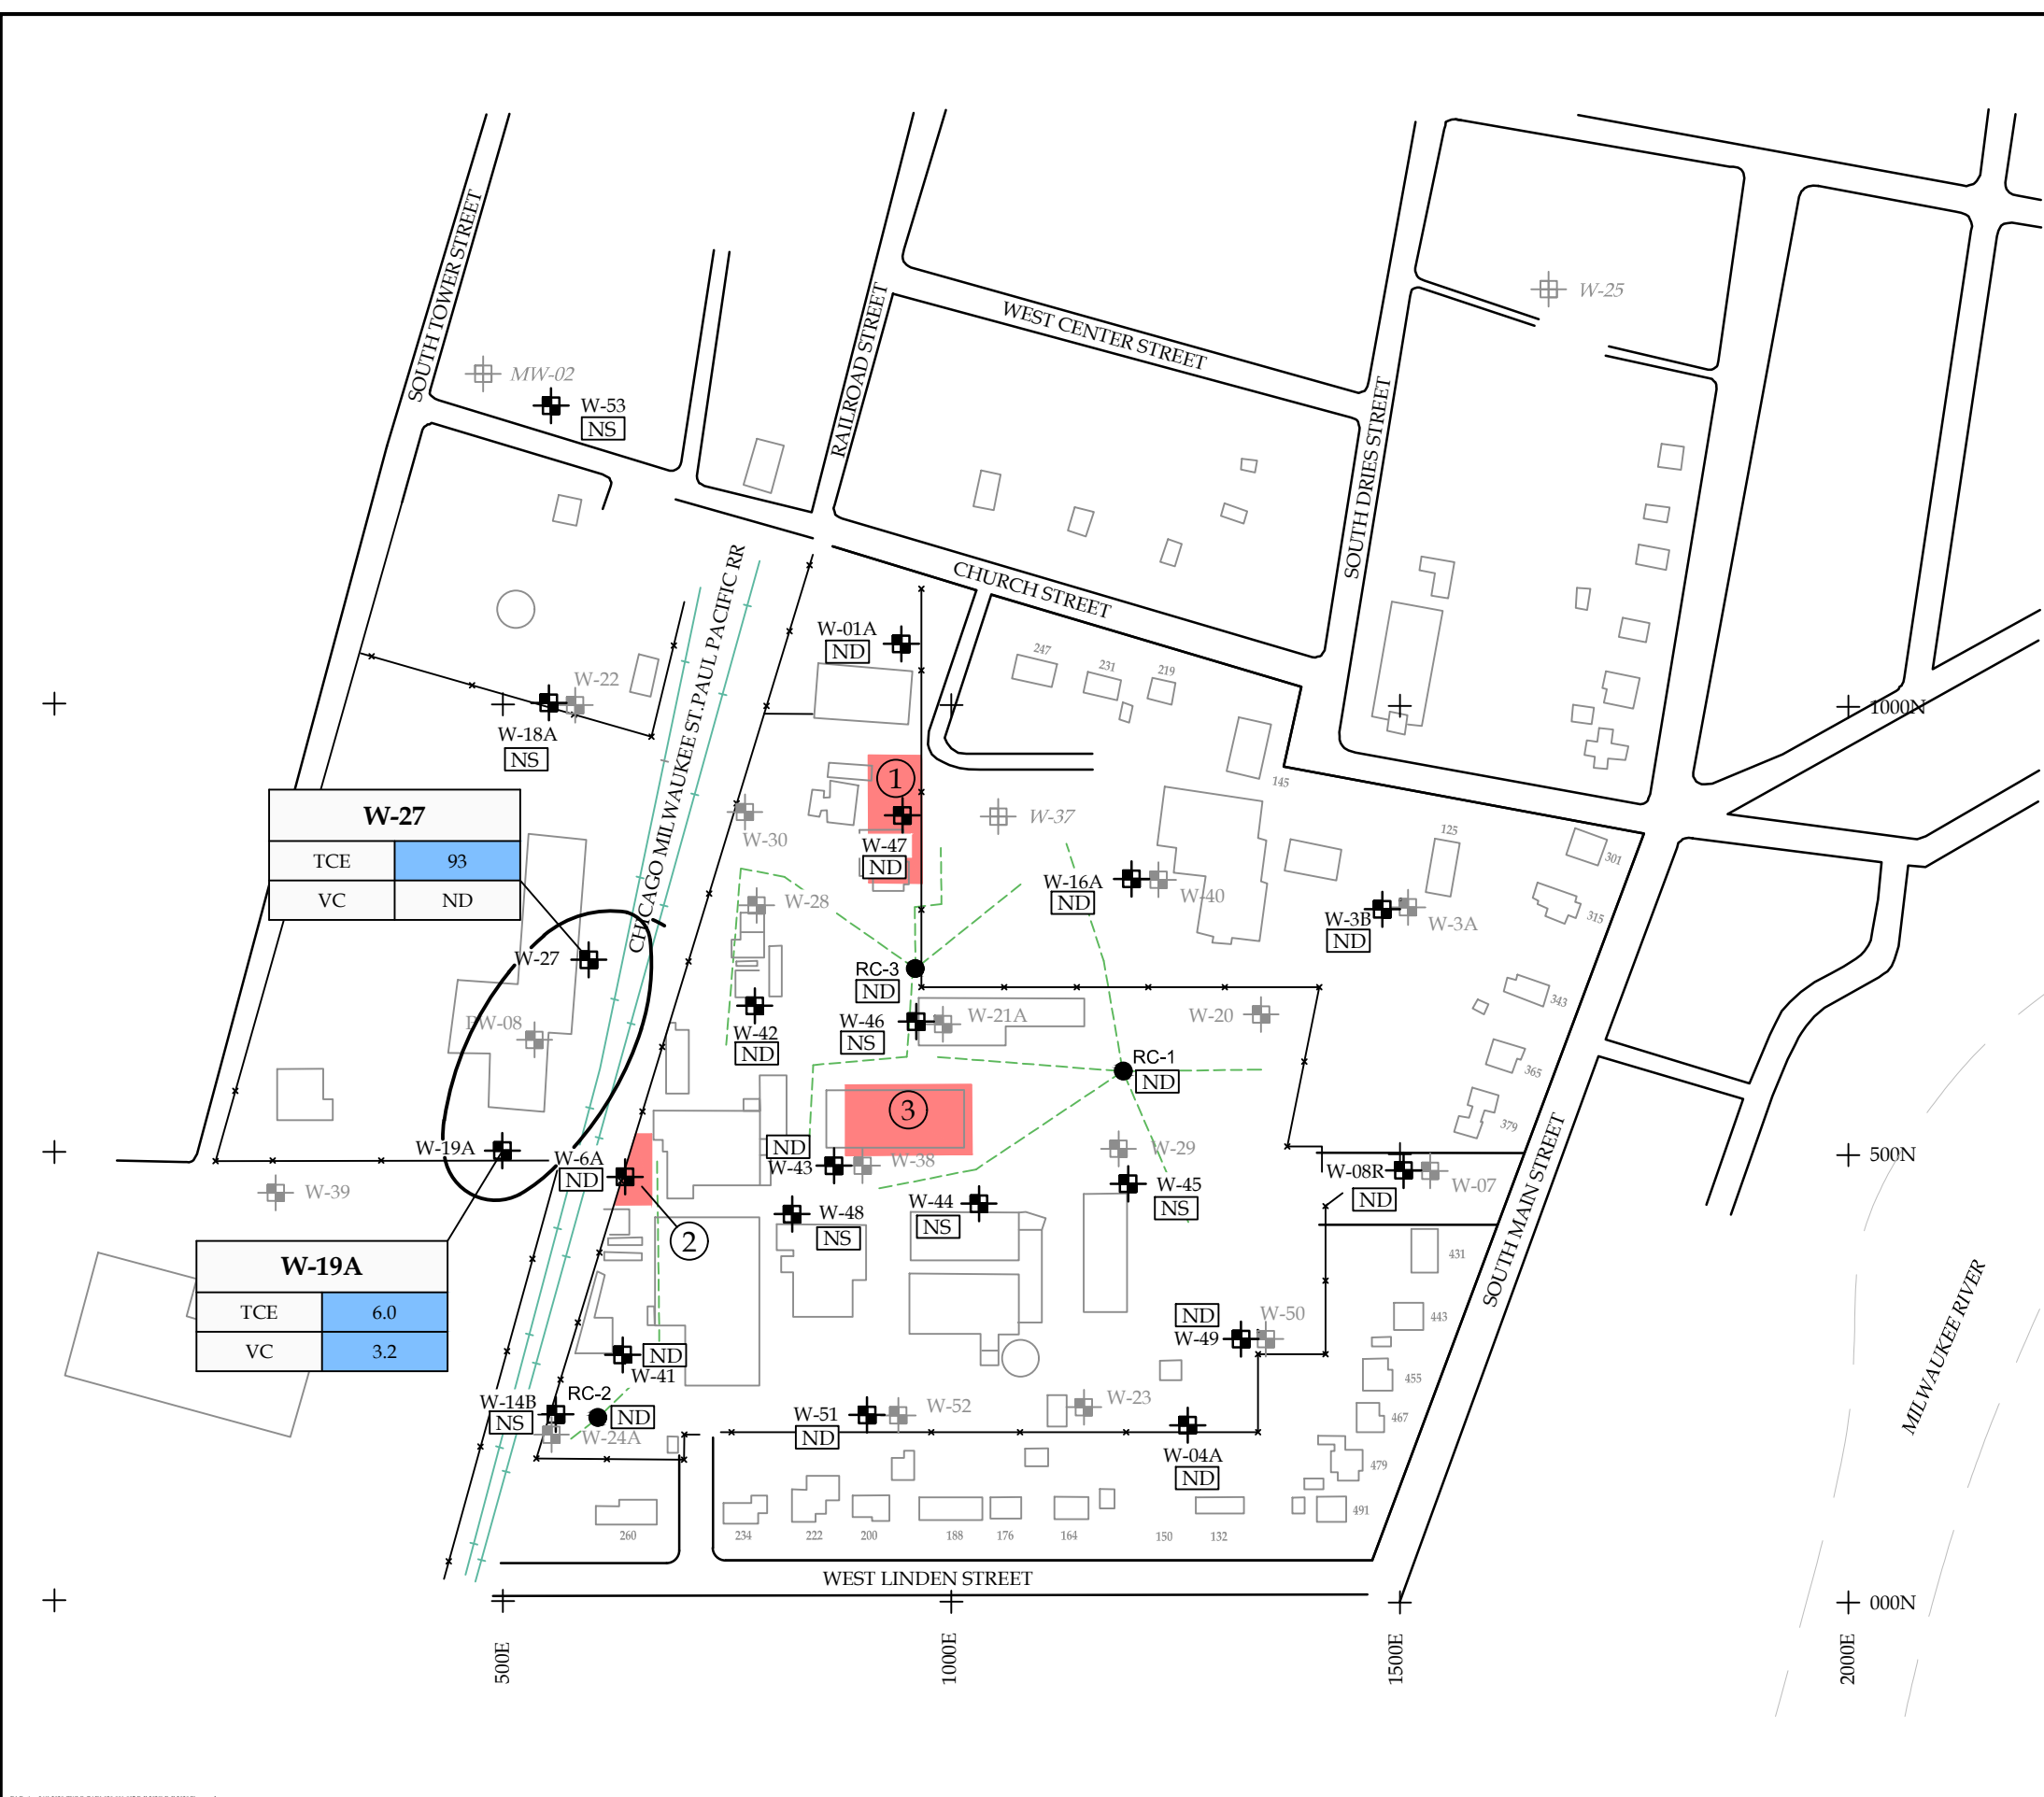 SOUTH TOWER STREET
RAILROAD STREET
WEST CENTER STREET
SOUTH DRIES STREET
W-25
MW-02
W-53
NS
CHURCH STREET
CHICAGO MILWAUKEE ST.PAUL PACIFIC RR
W-01A
ND
247
231
219
W-22
W-18A
NS
1000N
145
1
W-27
TCE
93
VC
ND
W-30
W-47
ND
W-37
125
301
W-16A
ND
W-40
W-28
W-3B
ND
W-3A
315
W-27
RC-3
ND
343
W-42
ND
W-46
NS
W-21A
W-20
PW-08
RC-1
ND
365
3
379
W-19A
W-6A
ND
ND
W-43
W-38
W-29
500N
W-39
W-08R
ND
W-07
W-45
NS
W-44
NS
W-48
NS
2
431
SOUTH MAIN STREET
MILWAUKEE RIVER
W-19A
TCE
6.0
VC
3.2
ND
W-49
W-50
443
ND
W-41
455
W-14B
NS
RC-2
ND
W-24A
W-51
ND
W-52
W-23
467
W-04A
ND
479
491
260
234
222
200
188
176
164
150
132
WEST LINDEN STREET
000N
500E
1000E
1500E
2000E